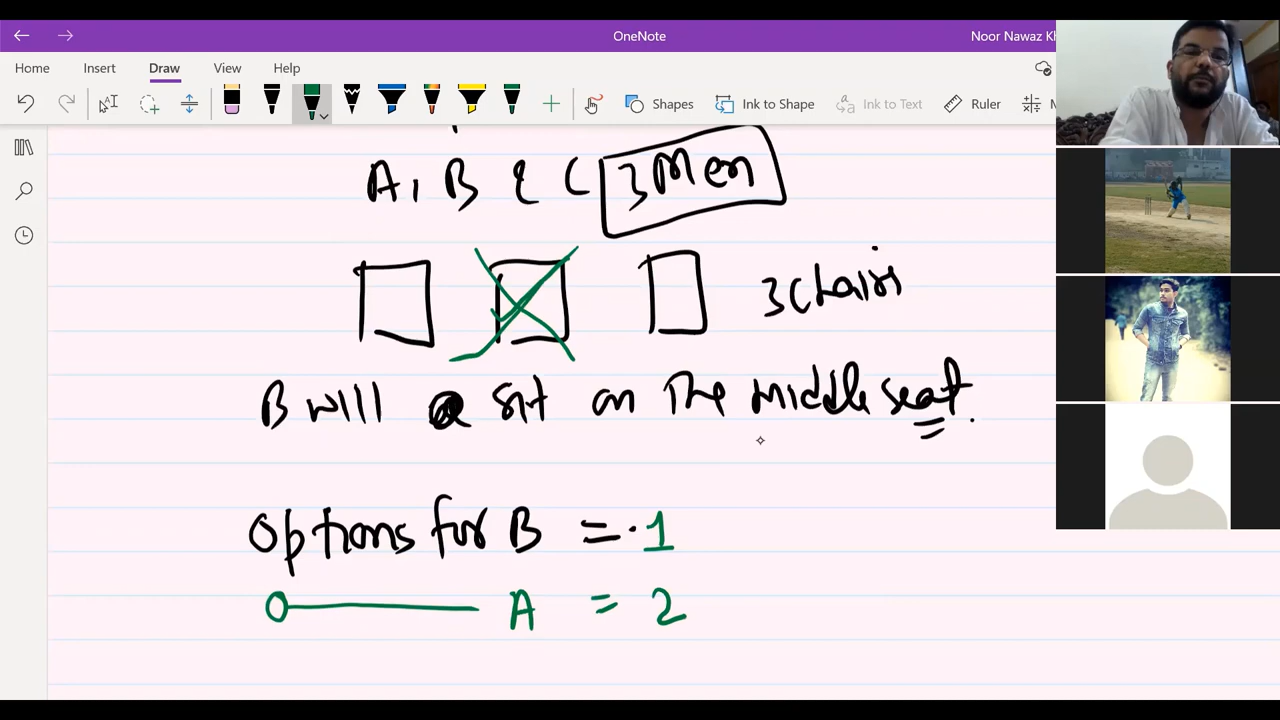 OneNote
Noor Nawaz Kh
Home Insert Draw View Help
Shapes Ink to Shape Ink to Text Ruler M
A, B & C 3 Men
3 chairs
B will sit on the middle seat.
Options for B = 1
A = 2